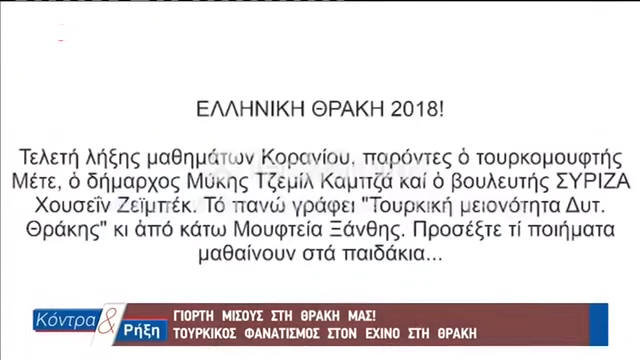 ΕΛΛΗΝΙΚΗ ΘΡΑΚΗ 2018!
Τελετή λήξης μαθημάτων Κορανίου, παρόντες ὁ τουρκομουφτής
Μέτε, ὁ δήμαρχος Μύκης Τζεμίλ Καμπζά καί ὁ βουλευτής ΣΥΡΙΖΑ
Χουσεΐν Ζεϊμπέκ. Τό πανώ γράφει "Τουρκική μειονότητα Δυτ.
Θράκης" κι ἀπό κάτω Μουφτεία Ξάνθης. Προσέξτε τί ποιήματα
μαθαίνουν στά παιδάκια...
Κόντρα & Ρήξη
ΓΙΟΡΤΗ ΜΙΣΟΥΣ ΣΤΗ ΘΡΑΚΗ ΜΑΣ!
ΤΟΥΡΚΙΚΟΣ ΦΑΝΑΤΙΣΜΟΣ ΣΤΟΝ ΕΧΙΝΟ ΣΤΗ ΘΡΑΚΗ